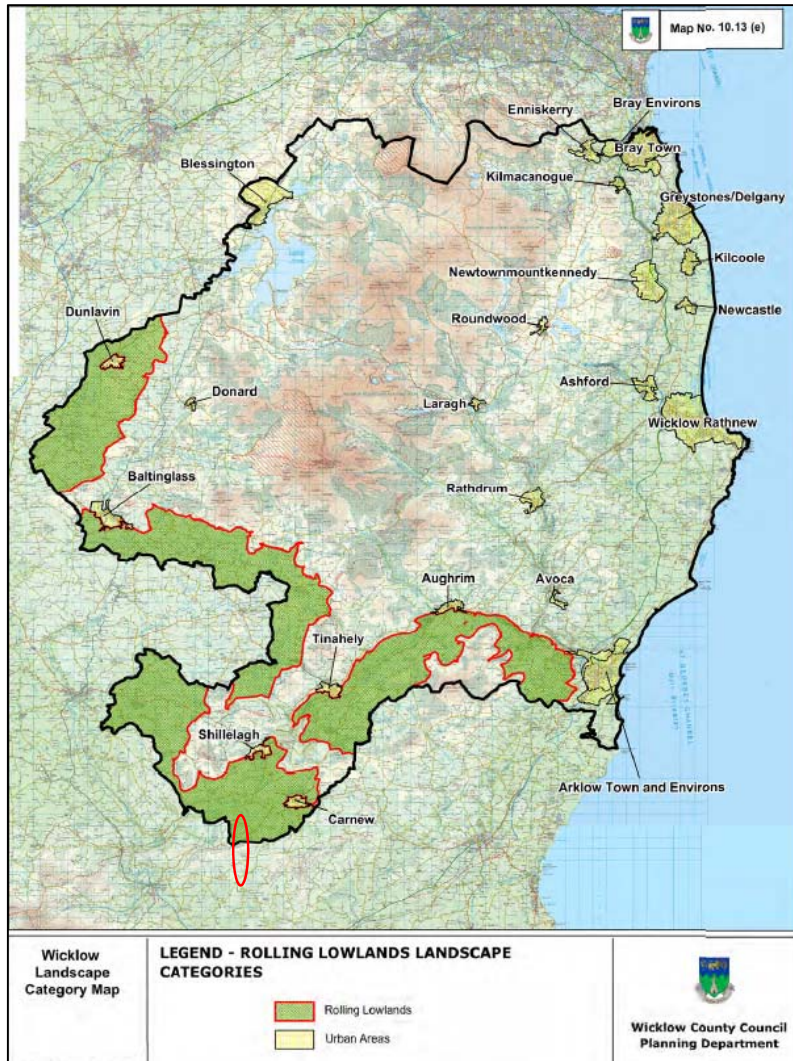 Map No. 10.13 (e)
Enniskerry
Bray Environs
Bray Town
Blessington
Kilmacanogue
Greystones/Delgany
Kilcoole
Newtownmountkennedy
Newcastle
Dunlavin
Roundwood
Donard
Laragh
Ashford
Wicklow Rathnew
Baltinglass
Rathdrum
Aughrim
Avoca
Tinahely
Shillelagh
Arklow Town and Environs
Carnew
Wicklow
Landscape
Category Map
LEGEND - ROLLING LOWLANDS LANDSCAPE
CATEGORIES
Rolling Lowlands
Urban Areas
Wicklow County Council
Planning Department